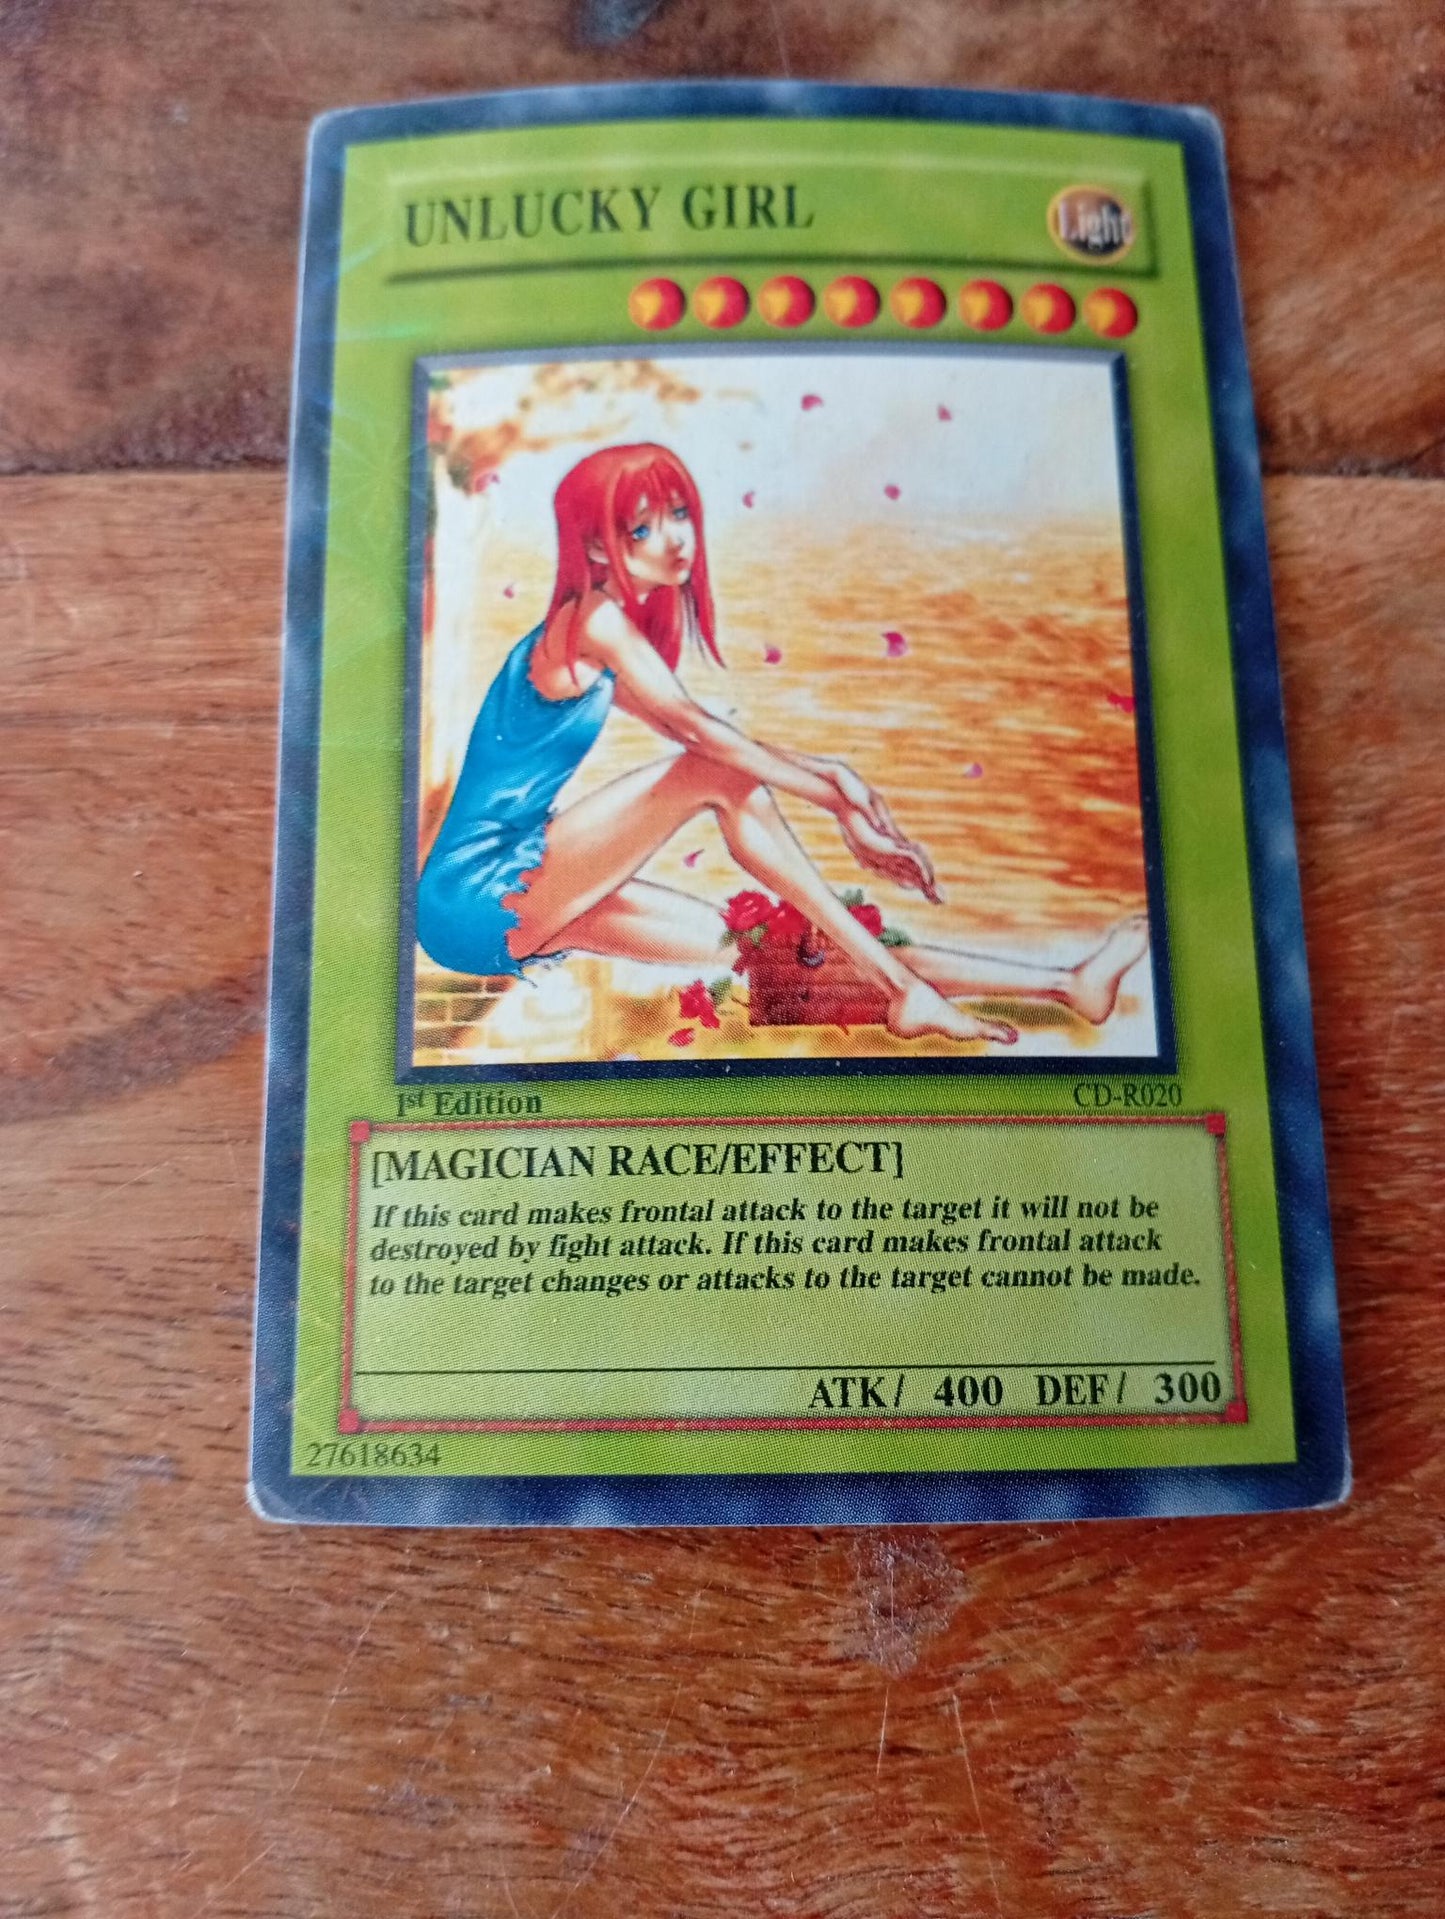 UNLUCKY GIRL
Light
1st Edition
CD-R020
[MAGICIAN RACE/EFFECT]
If this card makes frontal attack to the target it will not be
destroyed by fight attack. If this card makes frontal attack
to the target changes or attacks to the target cannot be made.
ATK/ 400 DEF/ 300
27618634